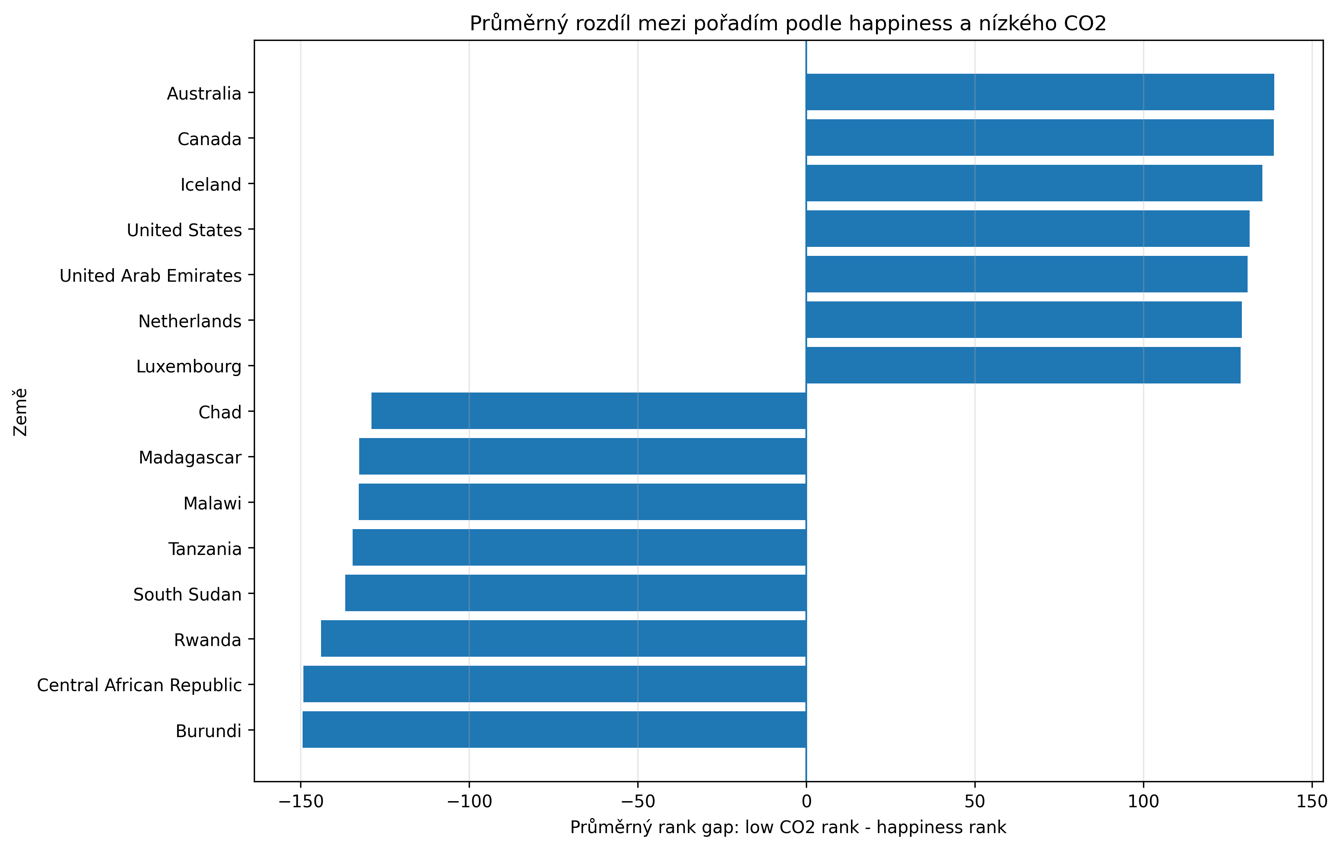 Průměrný rozdíl mezi pořadím podle happiness a nízkého CO2
Země
Australia
Canada
Iceland
United States
United Arab Emirates
Netherlands
Luxembourg
Chad
Madagascar
Malawi
Tanzania
South Sudan
Rwanda
Central African Republic
Burundi
−150 −100 −50 0 50 100 150
Průměrný rank gap: low CO2 rank - happiness rank